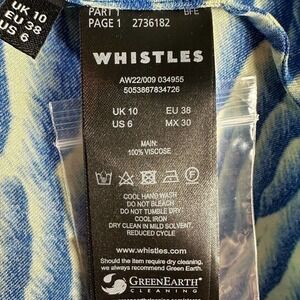 UK 10
EU 38
US 6
PART 1 BFE
PAGE 1 2736182
WHISTLES
AW22/009 034955
5053867834726
UK 10 EU 38
US 6 MX 30
MAIN:
100% VISCOSE
COOL HAND WASH
DO NOT BLEACH
DO NOT TUMBLE DRY
COOL IRON
DRY CLEAN IN MILD SOLVENT,
REDUCED CYCLE
www.whistles.com
Should the item require dry cleaning,
we always recommend Green Earth.
GREENEARTH
CLEANING